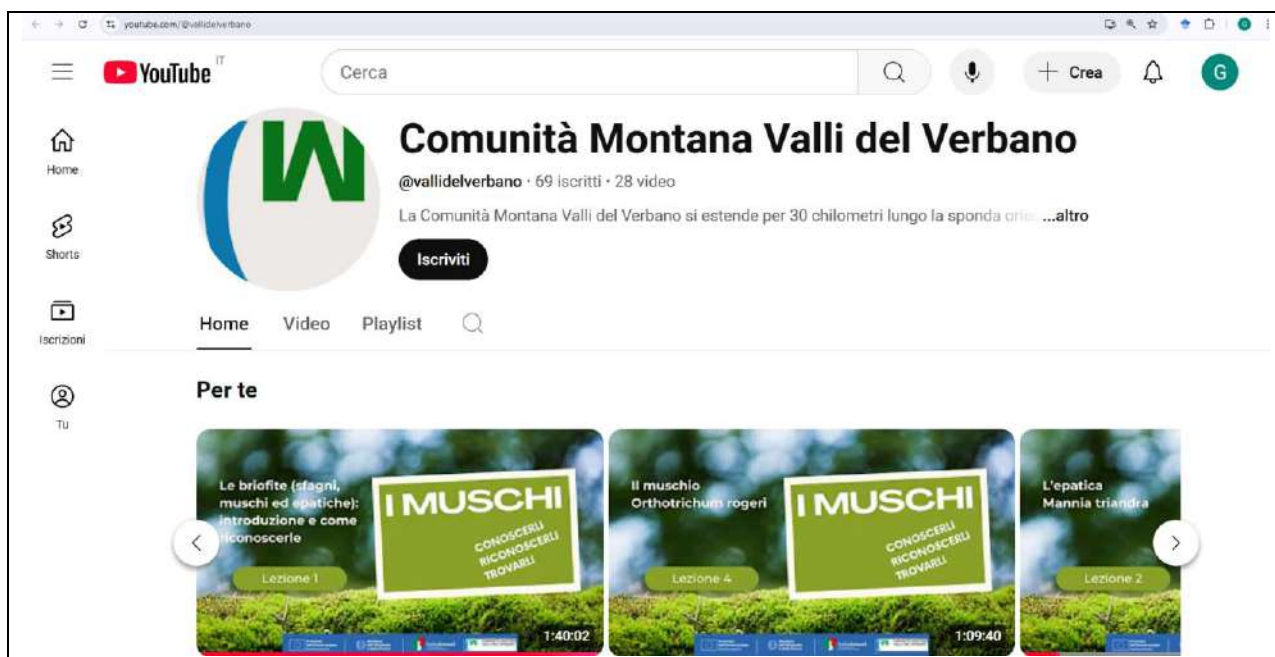 youtube.com/@vallidelverbano
YouTube IT
Cerca
Crea
G
Home
Shorts
Iscrizioni
Tu
Comunità Montana Valli del Verbano
@vallidelverbano · 69 iscritti · 28 video
La Comunità Montana Valli del Verbano si estende per 30 chilometri lungo la sponda ...altro
Iscriviti
Home Video Playlist
Per te
Le briofite (sfagni,
muschi ed epatiche):
introduzione e come
riconoscerle
Lezione 1
I MUSCHI
CONOSCERLI
RICONOSCERLI
TROVARLI
1:40:02
Il muschio
Orthotrichum rogeri
Lezione 4
I MUSCHI
CONOSCERLI
RICONOSCERLI
TROVARLI
1:09:40
L'epatica
Mannia triandra
Lezione 2